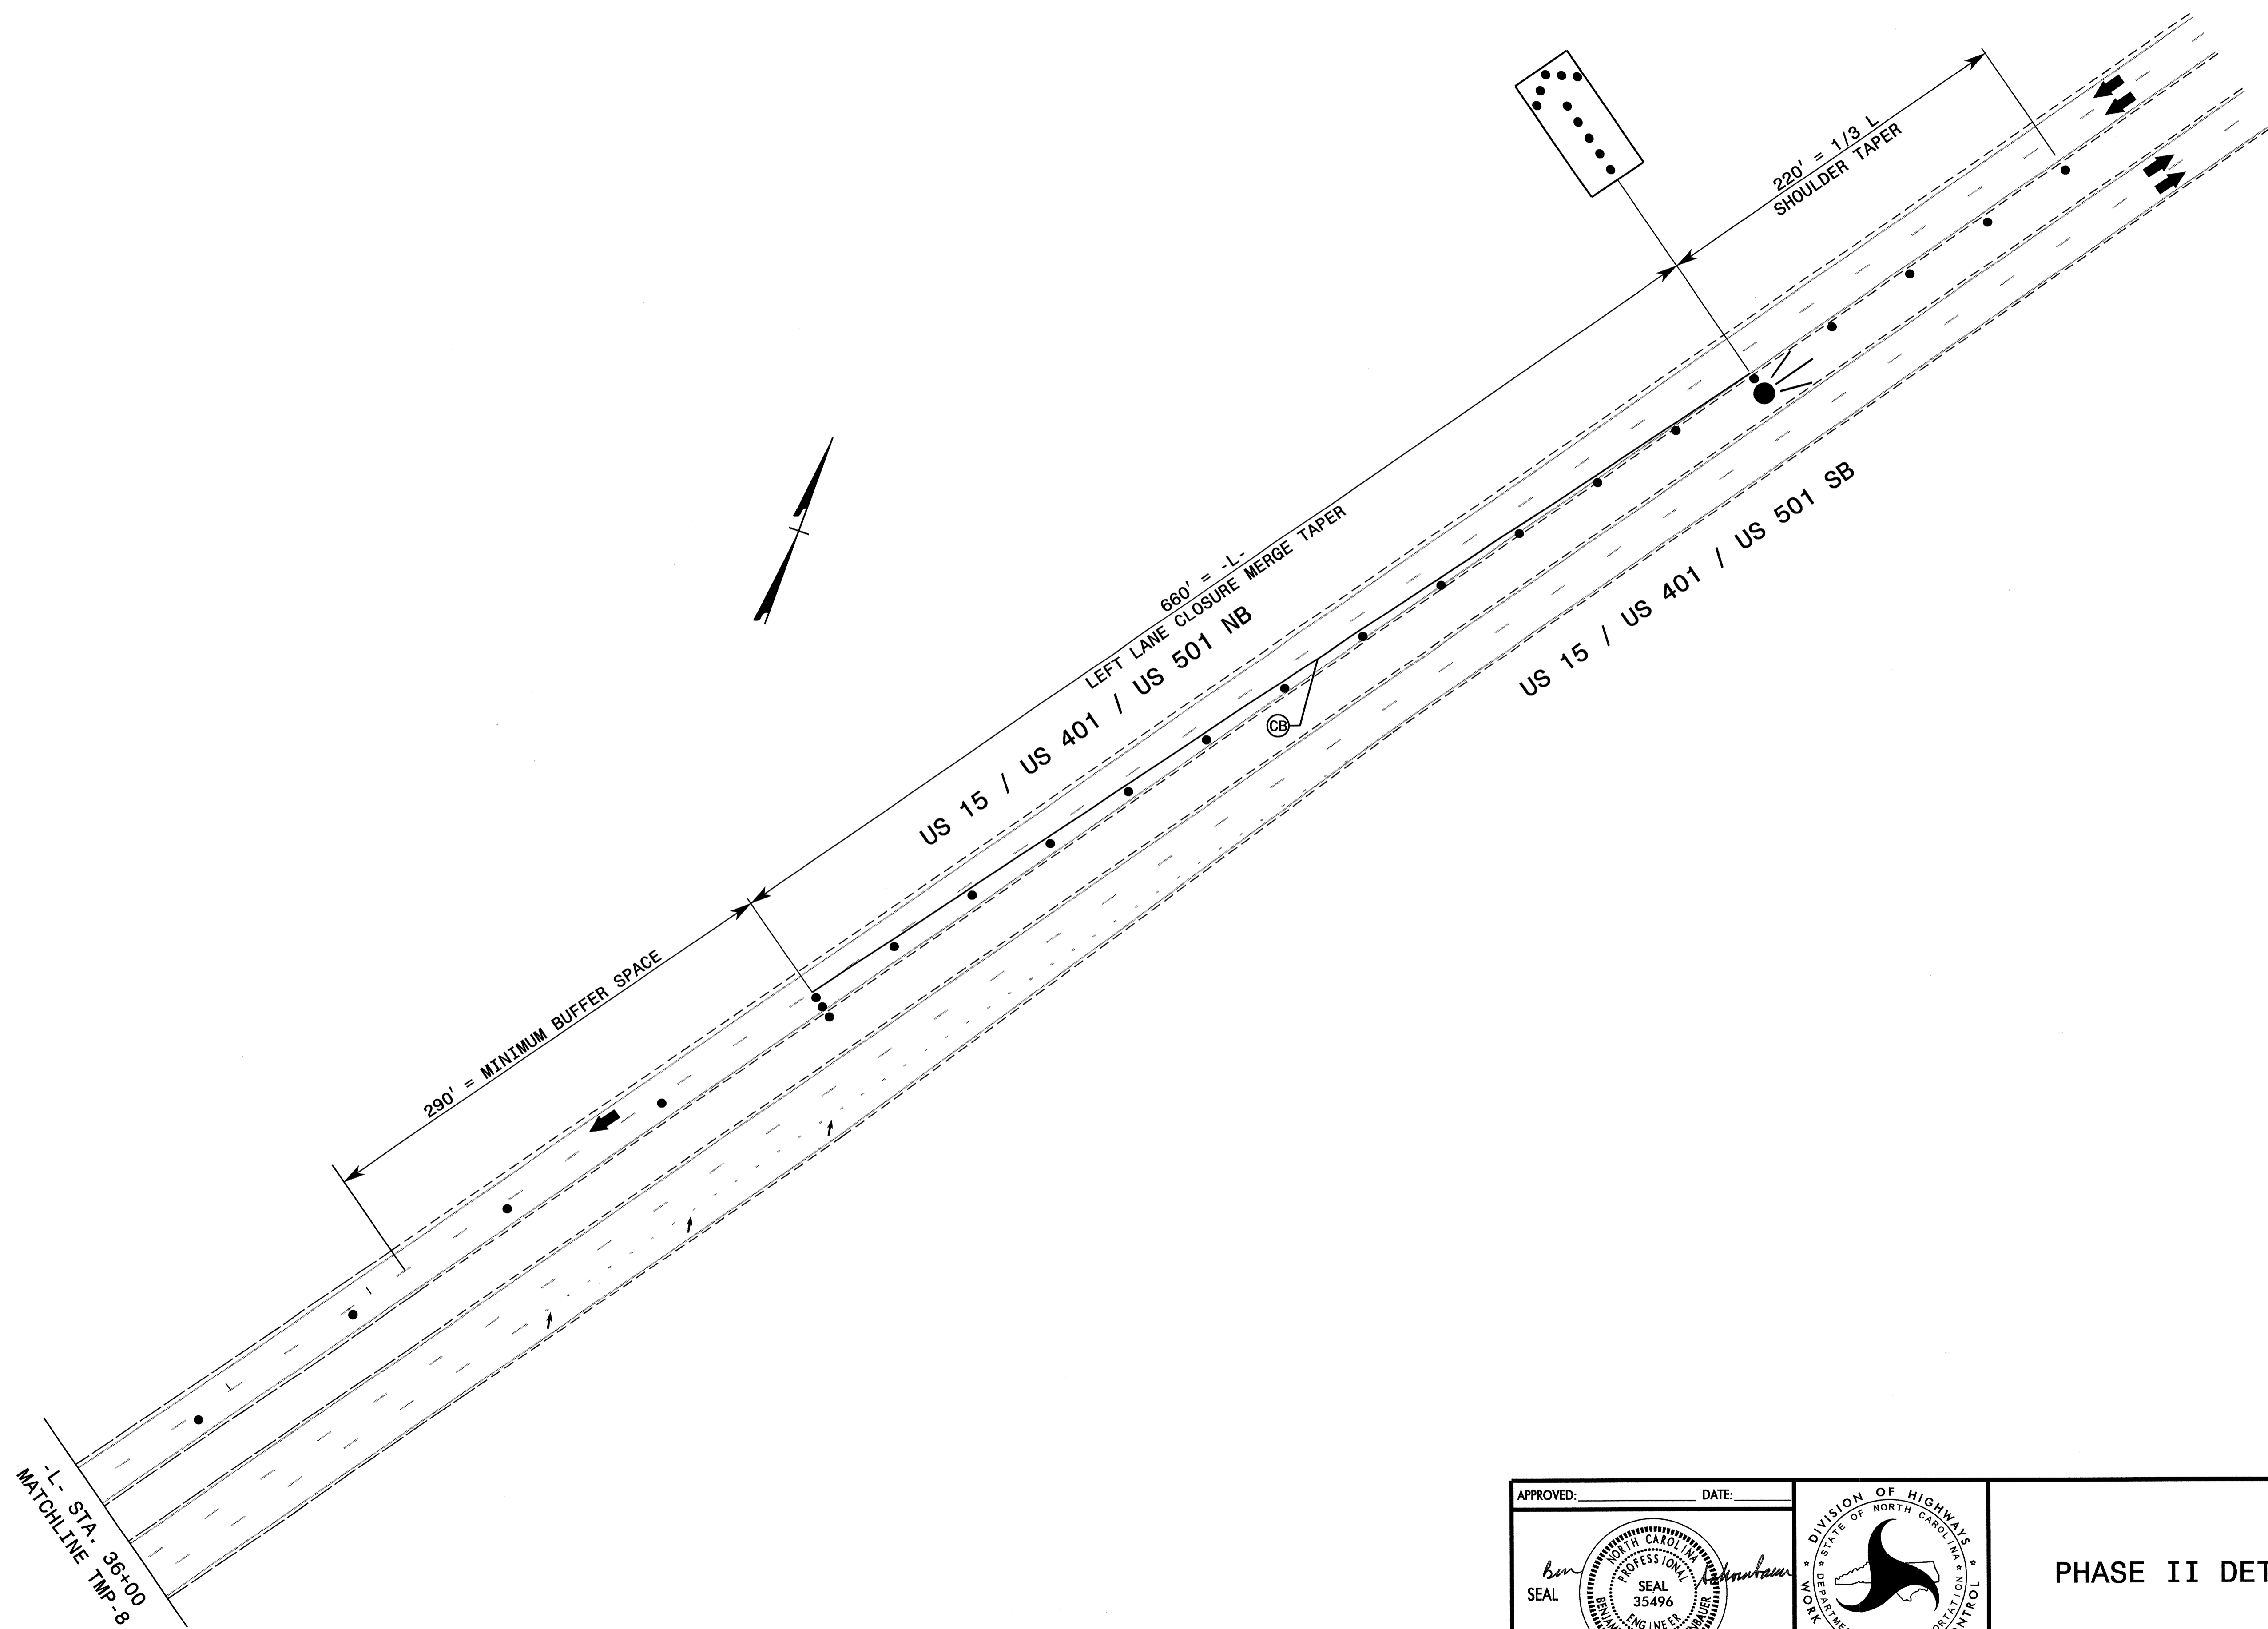 220' = 1/3 L
SHOULDER TAPER
660' = -L-
LEFT LANE CLOSURE MERGE TAPER
US 15 / US 401 / US 501 NB
US 15 / US 401 / US 501 SB
CB
290' = MINIMUM BUFFER SPACE
-L- STA. 36+00
MATCHLINE TMP-8
APPROVED:
DATE:
SEAL
Ben
NORTH CAROLINA
PROFESSIONAL
SEAL
35496
ENGINEER
DIVISION OF HIGHWAYS
STATE OF NORTH CAROLINA
WORK
PHASE II DET